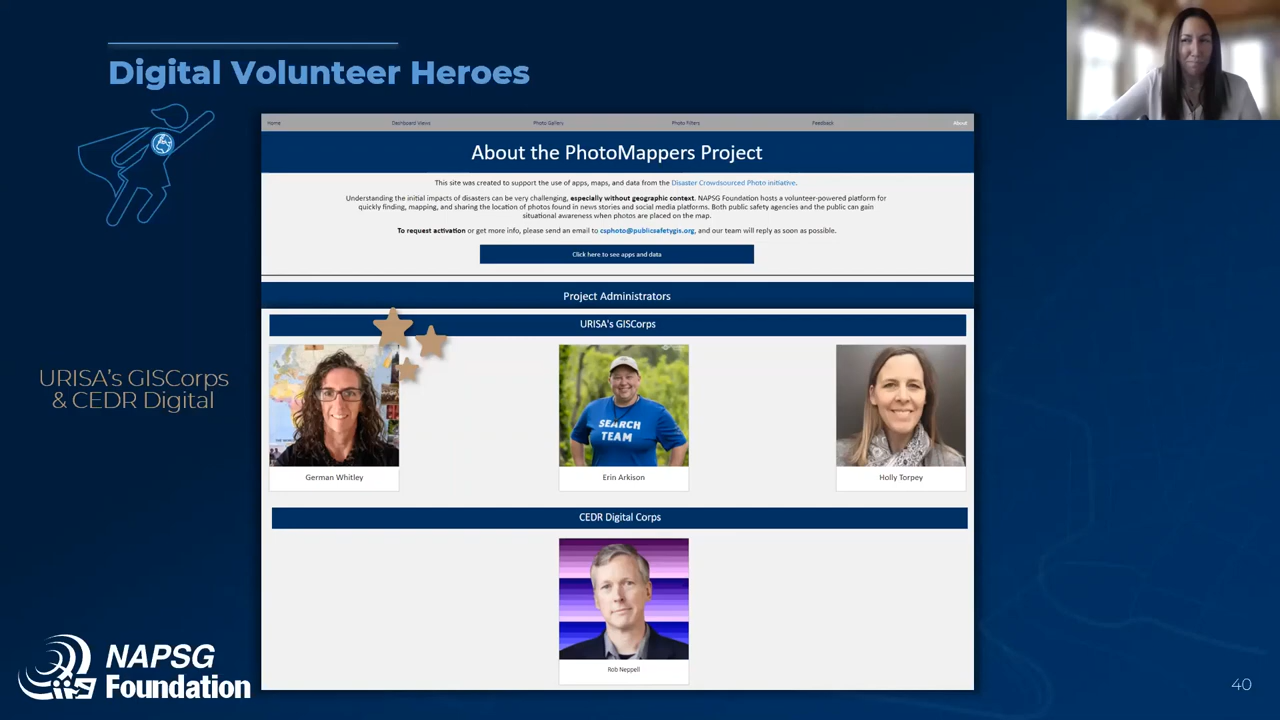 Digital Volunteer Heroes
Home Dashboard Views Photo Gallery Photo Filters Feedback About
About the PhotoMappers Project
This site was created to support the use of apps, maps, and data from the Disaster Crowdsourced Photo initiative.
Understanding the initial impacts of disasters can be very challenging, especially without geographic context. NAPSG Foundation hosts a volunteer-powered platform for
quickly finding, mapping, and sharing the location of photos found in news stories and social media platforms. Both public safety agencies and the public can gain
situational awareness when photos are placed on the map.
To request activation or get more info, please send an email to csphoto@publicsafetygis.org, and our team will reply as soon as possible.
Click here to see apps and data
Project Administrators
URISA's GISCorps
URISA's GISCorps
& CEDR Digital
SEARCH
TEAM
German Whitley
Erin Arkison
Holly Torpey
CEDR Digital Corps
Rob Neppell
NAPSG
Foundation
40